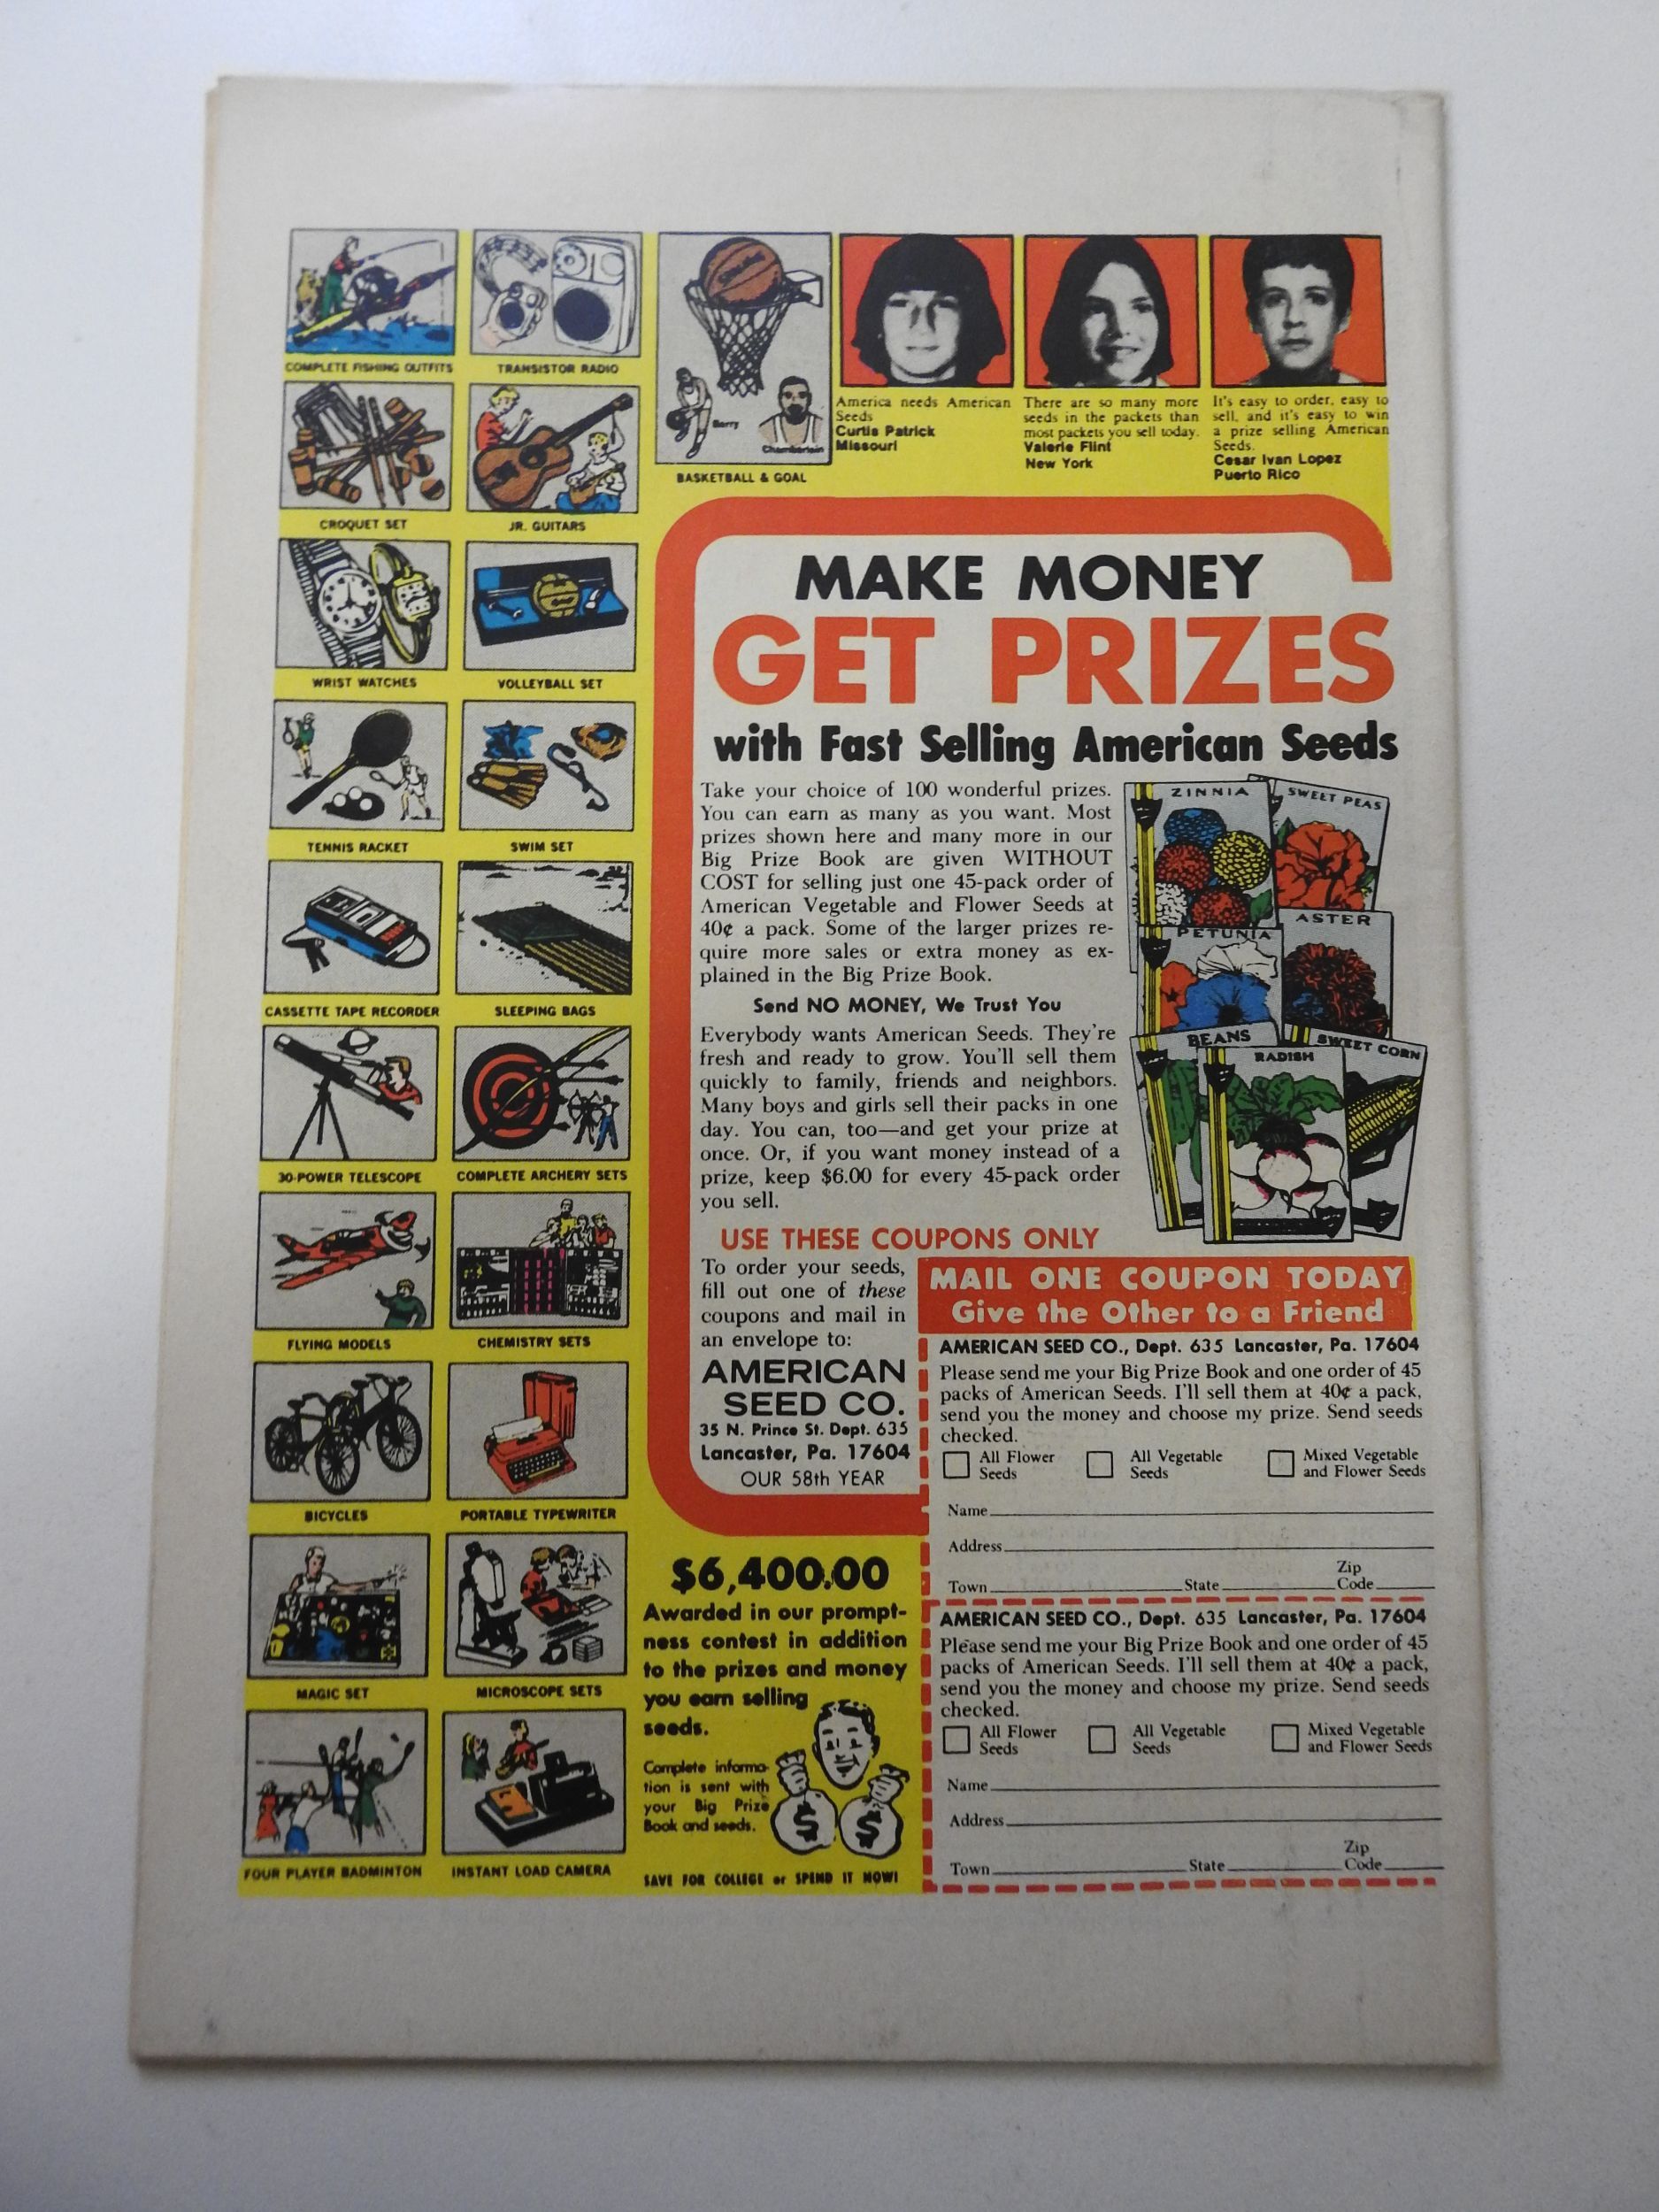 COMPLETE FISHING OUTFITS
TRANSISTOR RADIO
CROQUET SET
JR. GUITARS
WRIST WATCHES
VOLLEYBALL SET
TENNIS RACKET
SWIM SET
CASSETTE TAPE RECORDER
SLEEPING BAGS
30-POWER TELESCOPE
COMPLETE ARCHERY SETS
FLYING MODELS
CHEMISTRY SETS
BICYCLES
PORTABLE TYPEWRITER
MAGIC SET
MICROSCOPE SETS
FOUR PLAYER BADMINTON
INSTANT LOAD CAMERA
Barry
Chamberlain
BASKETBALL & GOAL
America needs American
Seeds
Curtis Patrick
Missouri
There are so many more
seeds in the packets than
most packets you sell today.
Valerie Flint
New York
It's easy to order, easy to
sell, and it's easy to win
a prize selling American
Seeds.
Cesar Ivan Lopez
Puerto Rico
MAKE MONEY
GET PRIZES
with Fast Selling American Seeds
Take your choice of 100 wonderful prizes.
You can earn as many as you want. Most
prizes shown here and many more in our
Big Prize Book are given WITHOUT
COST for selling just one 45-pack order of
American Vegetable and Flower Seeds at
40¢ a pack. Some of the larger prizes re-
quire more sales or extra money as ex-
plained in the Big Prize Book.
Send NO MONEY, We Trust You
Everybody wants American Seeds. They're
fresh and ready to grow. You'll sell them
quickly to family, friends and neighbors.
Many boys and girls sell their packs in one
day. You can, too—and get your prize at
once. Or, if you want money instead of a
prize, keep $6.00 for every 45-pack order
you sell.
ZINNIA
SWEET PEAS
PETUNIA
ASTER
BEANS
RADISH
SWEET CORN
USE THESE COUPONS ONLY
To order your seeds,
fill out one of these
coupons and mail in
an envelope to:
AMERICAN
SEED CO.
35 N. Prince St. Dept. 635
Lancaster, Pa. 17604
OUR 58th YEAR
$6,400.00
Awarded in our prompt-
ness contest in addition
to the prizes and money
you earn selling
seeds.
Complete informa-
tion is sent with
your Big Prize
Book and seeds.
$ $
SAVE FOR COLLEGE or SPEND IT NOW!
MAIL ONE COUPON TODAY
Give the Other to a Friend
AMERICAN SEED CO., Dept. 635 Lancaster, Pa. 17604
Please send me your Big Prize Book and one order of 45
packs of American Seeds. I'll sell them at 40¢ a pack,
send you the money and choose my prize. Send seeds
checked.
All Flower Seeds
All Vegetable Seeds
Mixed Vegetable and Flower Seeds
Name
Address
Town State Zip Code
AMERICAN SEED CO., Dept. 635 Lancaster, Pa. 17604
Please send me your Big Prize Book and one order of 45
packs of American Seeds. I'll sell them at 40¢ a pack,
send you the money and choose my prize. Send seeds
checked.
All Flower Seeds
All Vegetable Seeds
Mixed Vegetable and Flower Seeds
Name
Address
Town State Zip Code